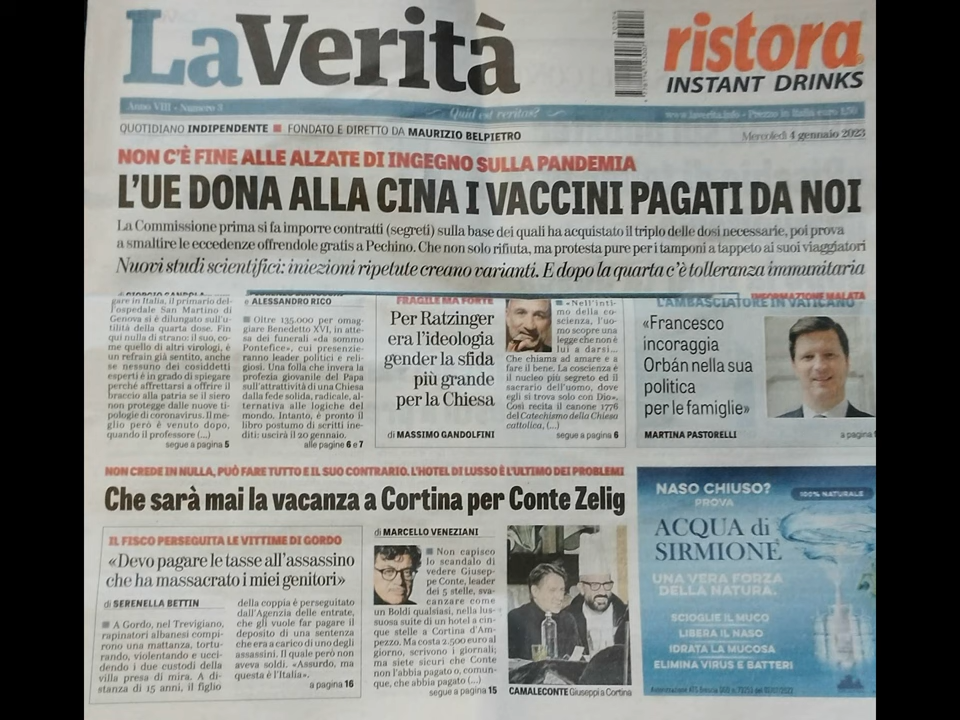 LaVerità
ristora
INSTANT DRINKS
Anno VIII - Numero 3
Quid est veritas?
www.laverita.info - Prezzo in Italia euro 1,50
QUOTIDIANO INDIPENDENTE ■ FONDATO E DIRETTO DA MAURIZIO BELPIETRO
Mercoledì 4 gennaio 2023
NON C'È FINE ALLE ALZATE DI INGEGNO SULLA PANDEMIA
L'UE DONA ALLA CINA I VACCINI PAGATI DA NOI
La Commissione prima si fa imporre contratti (segreti) sulla base dei quali ha acquistato il triplo delle dosi necessarie, poi prova
a smaltire le eccedenze offrendole gratis a Pechino. Che non solo rifiuta, ma protesta pure per i tamponi a tappeto ai suoi viaggiatori
Nuovi studi scientifici: iniezioni ripetute creano varianti. E dopo la quarta c'è tolleranza immunitaria
gare in Italia, il primario del-
l'ospedale San Martino di
Genova si è dilungato sull'u-
tilità della quarta dose. Fin
qui nulla di strano: il suo, co-
me quello di altri virologi, è
un refrain già sentito, anche
se nessuno dei cosiddetti
esperti è in grado di spiegare
perché affrettarsi a offrire il
braccio alla patria se il siero
non protegge dalle nuove ti-
pologie di coronavirus. Il me-
glio però è venuto dopo,
quando il professore (...)
segue a pagina 5
e ALESSANDRO RICO
■ Oltre 135.000 per omag-
giare Benedetto XVI, in atte-
sa dei funerali «da sommo
Pontefice», cui presenzie-
ranno leader politici e reli-
giosi. Una folla che invera la
profezia giovanile del Papa
sull'attrattività di una Chiesa
dalla fede solida, radicale, al-
ternativa alle logiche del
mondo. Intanto, è pronto il
libro postumo di scritti ine-
diti: uscirà il 20 gennaio.
alle pagine 6 e 7
FRAGILE MA FORTE
Per Ratzinger
era l'ideologia
gender la sfida
più grande
per la Chiesa
di MASSIMO GANDOLFINI
■ «Nell'inti-
mo della co-
scienza, l'uo-
mo scopre una
legge che non è
lui a darsi...
Che chiama ad amare e a
fare il bene. La coscienza è
il nucleo più segreto ed il
sacrario dell'uomo, dove
egli si trova solo con Dio».
Così recita il canone 1776
del Catechismo della Chiesa
cattolica, (...)
segue a pagina 6
INFORMAZIONE MALATA
L'AMBASCIATORE IN VATICANO
«Francesco
incoraggia
Orbán nella sua
politica
per le famiglie»
MARTINA PASTORELLI
a pagina
NON CREDE IN NULLA, PUÒ FARE TUTTO E IL SUO CONTRARIO. L'HOTEL DI LUSSO È L'ULTIMO DEI PROBLEMI
Che sarà mai la vacanza a Cortina per Conte Zelig
IL FISCO PERSEGUITA LE VITTIME DI GORDO
«Devo pagare le tasse all'assassino
che ha massacrato i miei genitori»
di SERENELLA BETTIN
■ A Gordo, nel Trevigiano,
rapinatori albanesi compiro-
no una mattanza, tortu-
rando, violentando e ucci-
dendo i due custodi della
villa presa di mira. A di-
stanza di 15 anni, il figlio
della coppia è perseguitato
dall'Agenzia delle entrate,
che gli vuole far pagare il
deposito di una sentenza
che era a carico di uno degli
assassini. Il quale però non
aveva soldi. «Assurdo, ma
questa è l'Italia».
a pagina 16
di MARCELLO VENEZIANI
■ Non capisco
lo scandalo di
vedere Giusep-
pe Conte, leader
dei 5 stelle, sva-
canzare come
un Boldi qualsiasi, nella lus-
suosa suite di un hotel a cin-
que stelle a Cortina d'Am-
pezzo. Ma costa 2.500 euro al
giorno, scrivono i giornali;
ma siete sicuri che Conte
non l'abbia pagato o, comun-
que, che abbia pagato (...)
segue a pagina 15
CAMALECONTE Giuseppi a Cortina
NASO CHIUSO?
PROVA
100% NATURALE
ACQUA di
SIRMIONE
UNA VERA FORZA
DELLA NATURA.
SCIOGLIE IL MUCO
LIBERA IL NASO
IDRATA LA MUCOSA
ELIMINA VIRUS E BATTERI